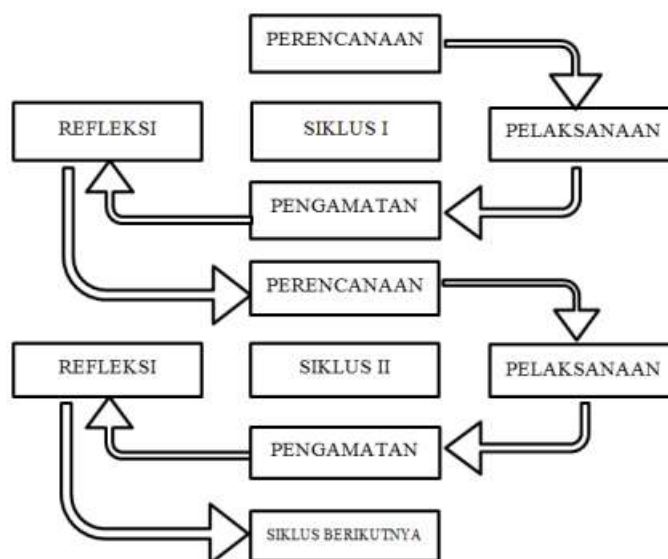 PERENCANAAN
REFLEKSI
SIKLUS I
PELAKSANAAN
PENGAMATAN
PERENCANAAN
REFLEKSI
SIKLUS II
PELAKSANAAN
PENGAMATAN
SIKLUS BERIKUTNYA